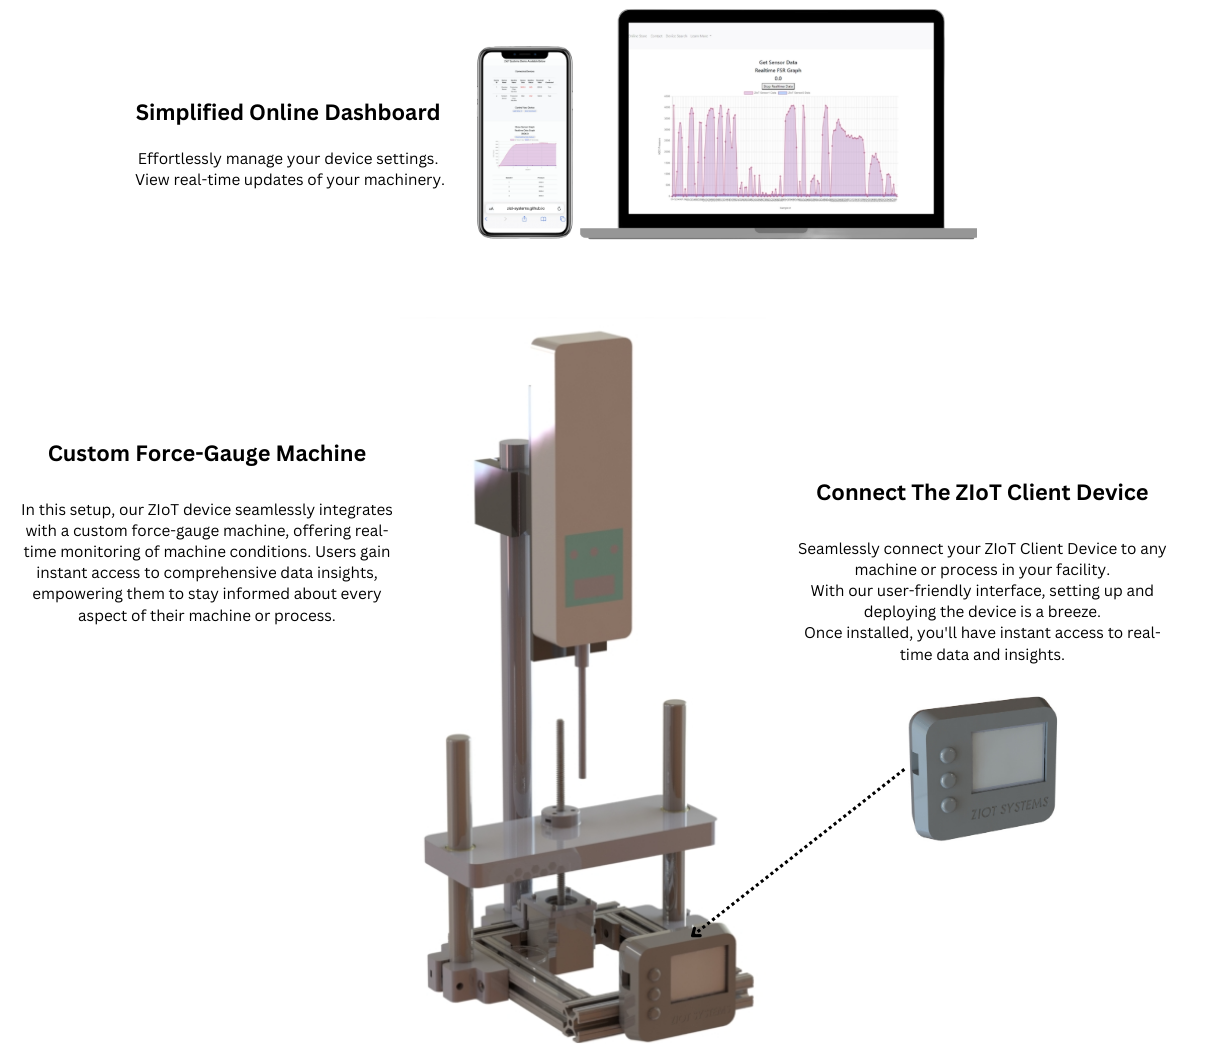 Simplified Online Dashboard
Effortlessly manage your device settings.
View real-time updates of your machinery.
Get Sensor Data
Realtime FSR Graph
0.0
Stop Realtime Data
ziot-systems.github.io
Custom Force-Gauge Machine
In this setup, our ZIoT device seamlessly integrates
with a custom force-gauge machine, offering real-
time monitoring of machine conditions. Users gain
instant access to comprehensive data insights,
empowering them to stay informed about every
aspect of their machine or process.
Connect The ZIoT Client Device
Seamlessly connect your ZIoT Client Device to any
machine or process in your facility.
With our user-friendly interface, setting up and
deploying the device is a breeze.
Once installed, you'll have instant access to real-
time data and insights.
ZIOT SYSTEMS
ZIOT SYSTEMS